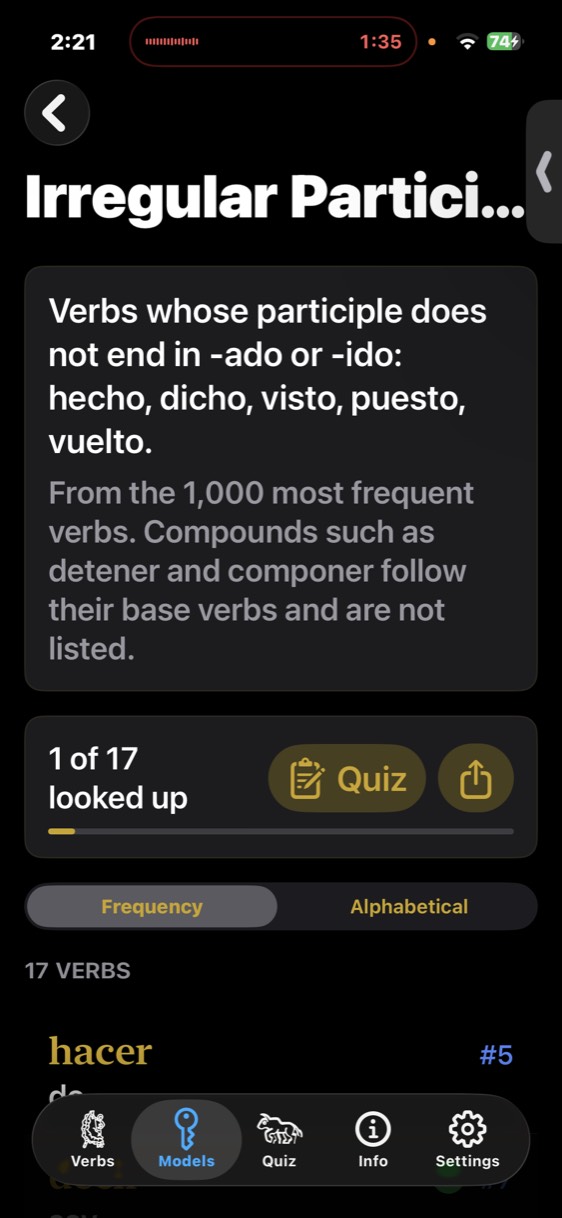 2:21
1:35
74
Irregular Partici...
Verbs whose participle does
not end in -ado or -ido:
hecho, dicho, visto, puesto,
vuelto.
From the 1,000 most frequent
verbs. Compounds such as
detener and componer follow
their base verbs and are not
listed.
1 of 17
looked up
Quiz
Frequency
Alphabetical
17 VERBS
hacer
#5
Verbs
Models
Quiz
Info
Settings